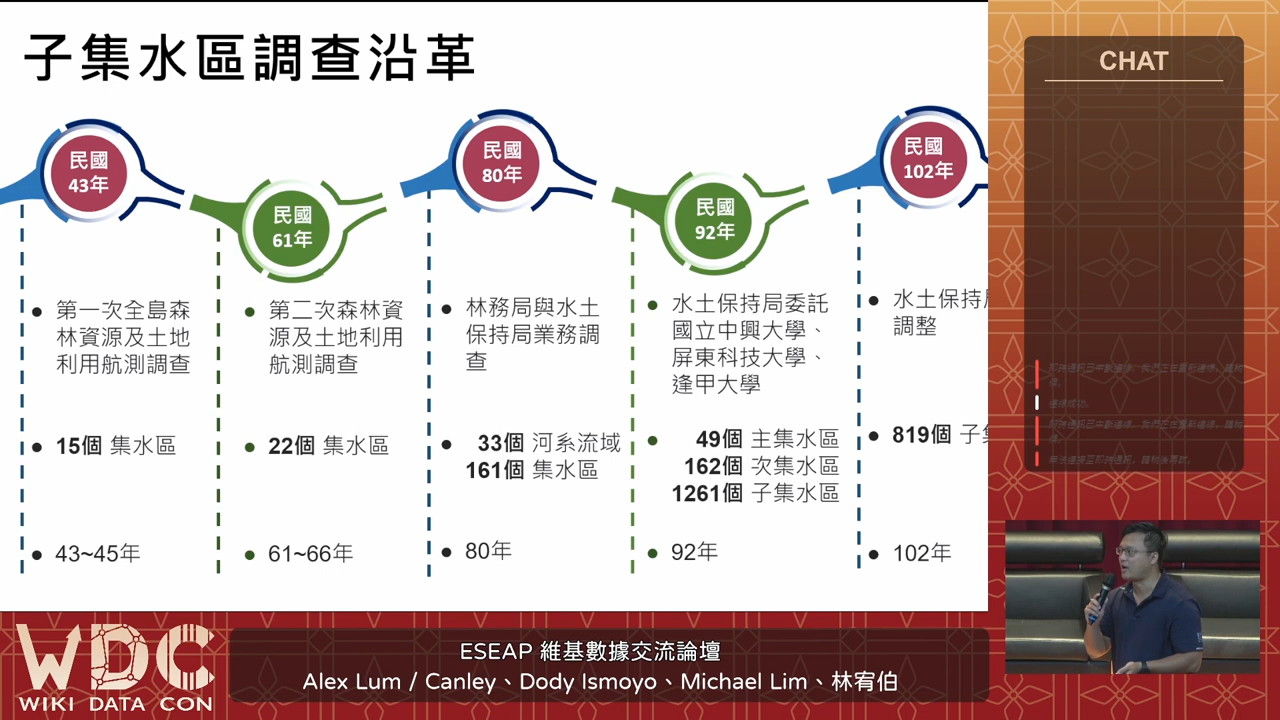 子集水區調查沿革
民國
43年
民國
61年
民國
80年
民國
92年
民國
102年
第一次全島森
林資源及土地
利用航測調查
15個 集水區
43~45年
第二次森林資
源及土地利用
航測調查
22個 集水區
61~66年
林務局與水土
保持局業務調
查
33個 河系流域
161個 集水區
80年
水土保持局委託
國立中興大學、
屏東科技大學、
逢甲大學
49個 主集水區
162個 次集水區
1261個 子集水區
92年
水土保持
調整
819個 子
102年
CHAT
WDC
WIKI DATA CON
ESEAP 維基數據交流論壇
Alex Lum / Canley、Dody Ismoyo、Michael Lim、林宥伯